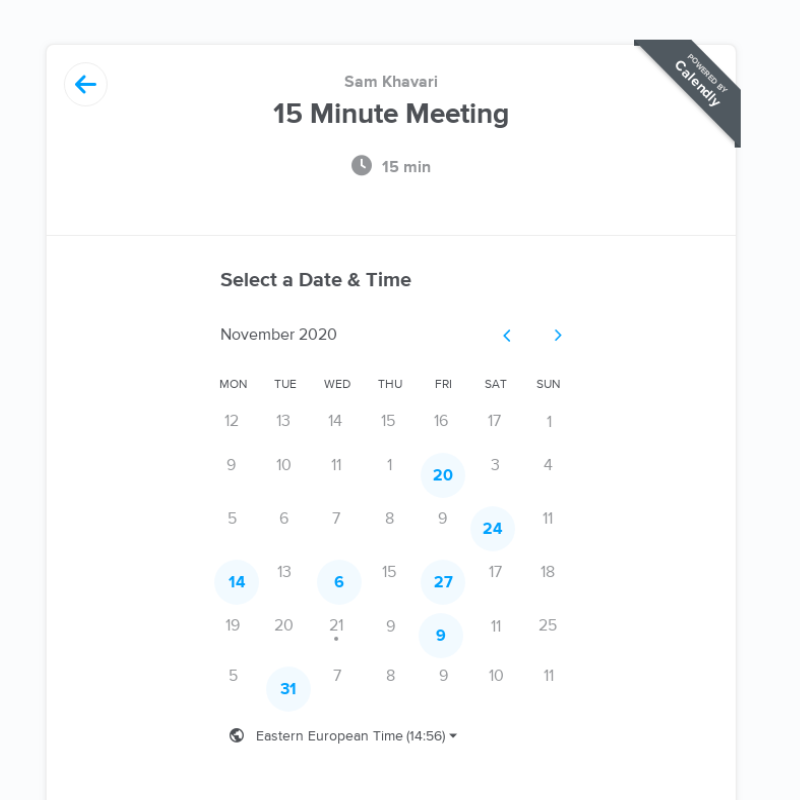 POWERED BY
Calendly
Sam Khavari
15 Minute Meeting
15 min
Select a Date & Time
November 2020
MON TUE WED THU FRI SAT SUN
12 13 14 15 16 17 1
9 10 11 1 20 3 4
5 6 7 8 9 24 11
14 13 6 15 27 17 18
19 20 21 9 9 11 25
5 31 7 8 9 10 11
Eastern European Time (14:56)